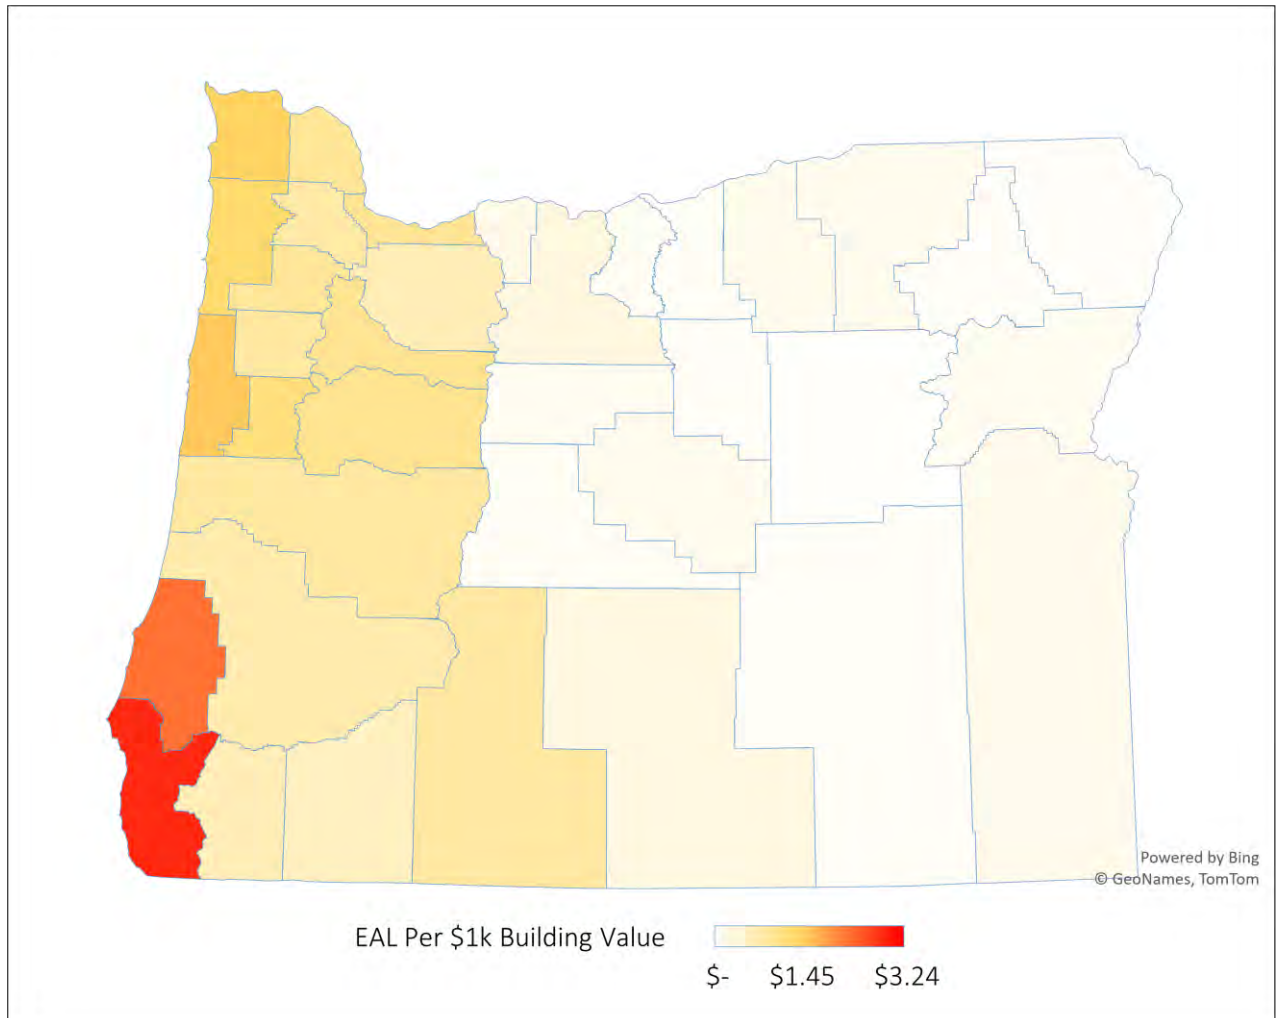 Powered by Bing
© GeoNames, TomTom
EAL Per $1k Building Value
$- $1.45 $3.24